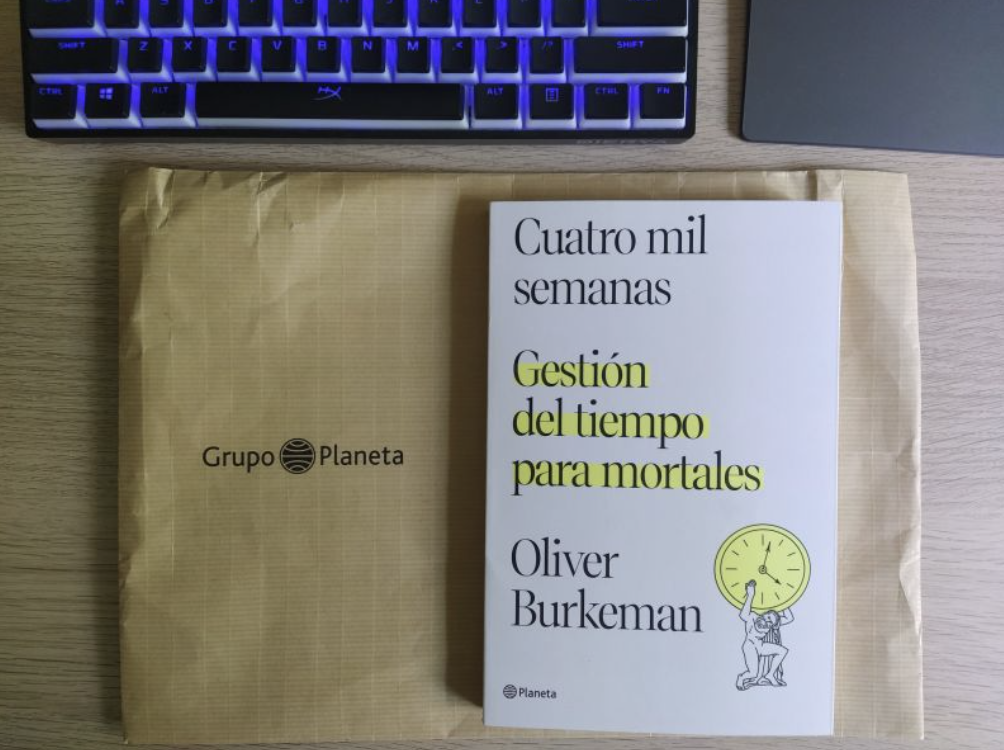 SHIFT Z X C V B N M < > /? SHIFT
CTRL ALT ALT CTRL FN
Grupo Planeta
Cuatro mil
semanas
Gestión
del tiempo
para mortales
Oliver
Burkeman
Planeta